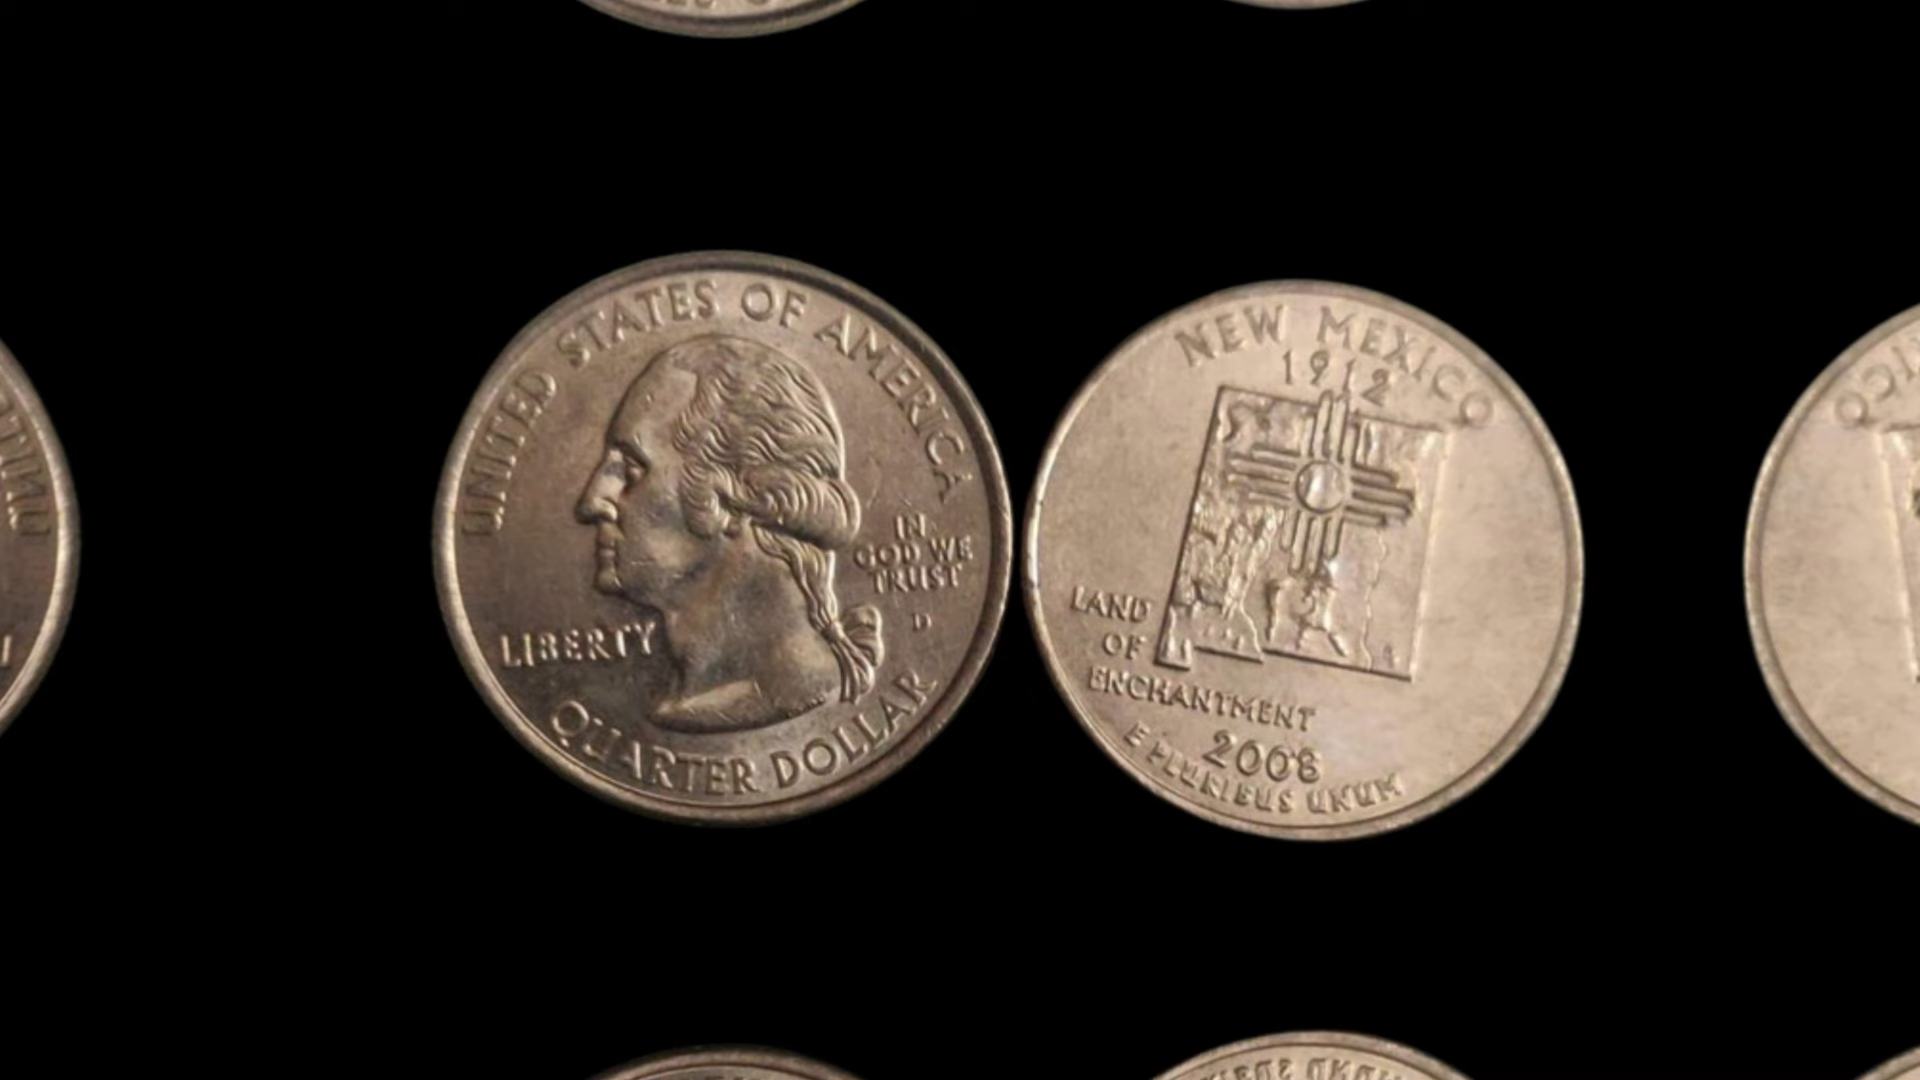 UNITED STATES OF AMERICA
IN
GOD WE
TRUST
D
LIBERTY
QUARTER DOLLAR
NEW MEXICO
1912
LAND
OF
ENCHANTMENT
2008
E PLURIBUS UNUM